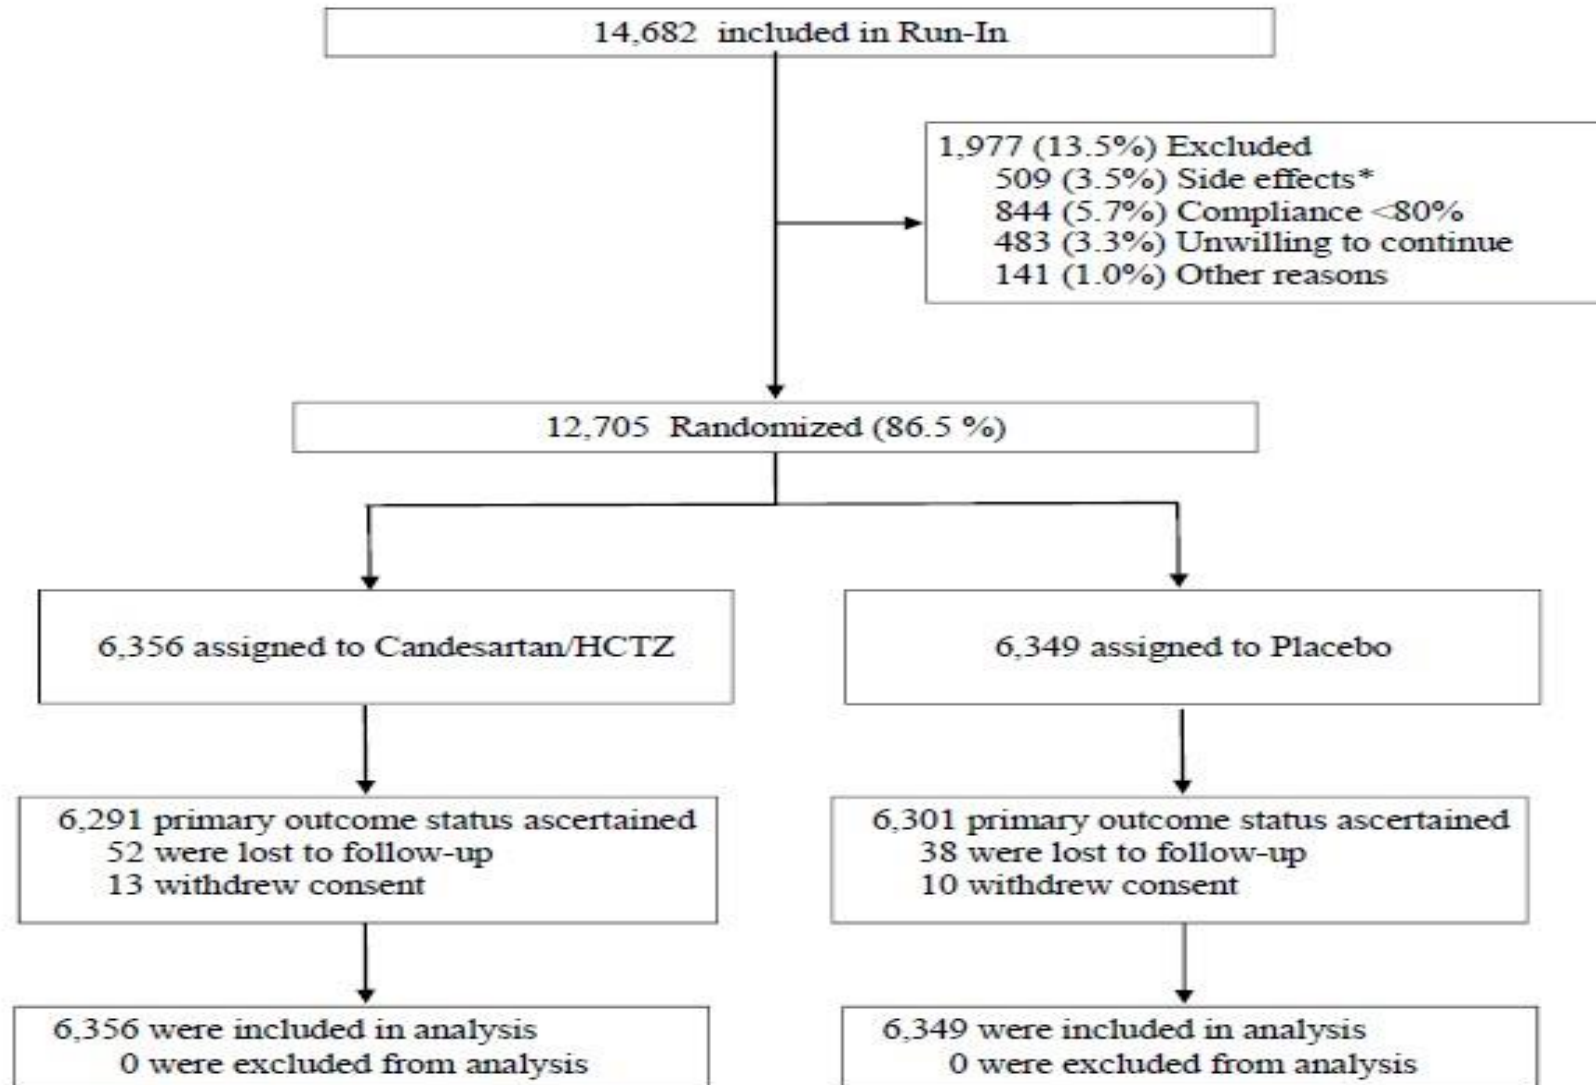 14,682 included in Run-In
1,977 (13.5%) Excluded
509 (3.5%) Side effects*
844 (5.7%) Compliance <80%
483 (3.3%) Unwilling to continue
141 (1.0%) Other reasons
12,705 Randomized (86.5 %)
6,356 assigned to Candesartan/HCTZ
6,349 assigned to Placebo
6,291 primary outcome status ascertained
52 were lost to follow-up
13 withdrew consent
6,301 primary outcome status ascertained
38 were lost to follow-up
10 withdrew consent
6,356 were included in analysis
0 were excluded from analysis
6,349 were included in analysis
0 were excluded from analysis